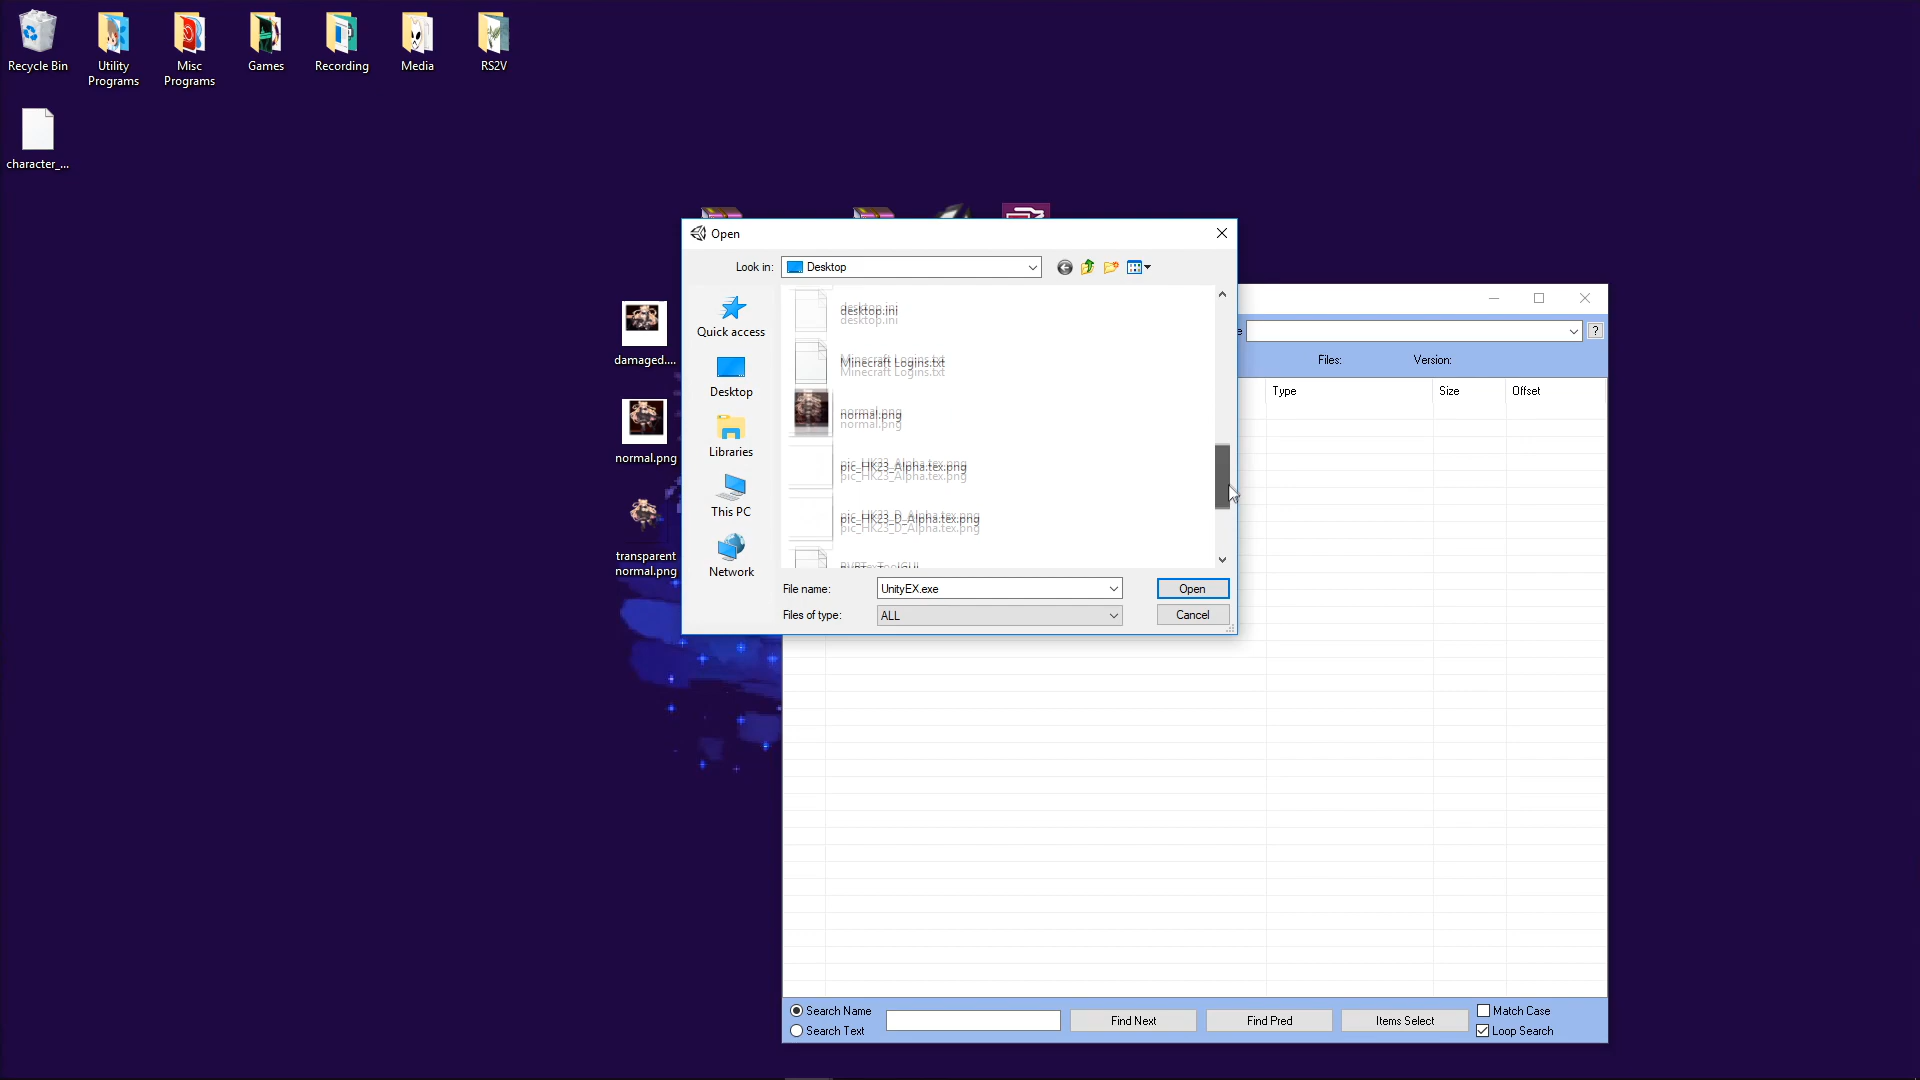 Recycle Bin
Utility
Programs
Misc
Programs
Games
Recording
Media
RS2V
character_...
Open
Look in:
Desktop
Quick access
Desktop
Libraries
This PC
Network
desktop.ini
Minecraft Logins.txt
normal.png
pic_HK23_Alpha.tex.png
pic_HK23_D_Alpha.tex.png
File name:
UnityEX.exe
Open
Files of type:
ALL
Cancel
damaged....
normal.png
transparent
normal.png
?
Files:
Version:
Type
Size
Offset
Search Name
Search Text
Find Next
Find Pred
Items Select
Match Case
Loop Search